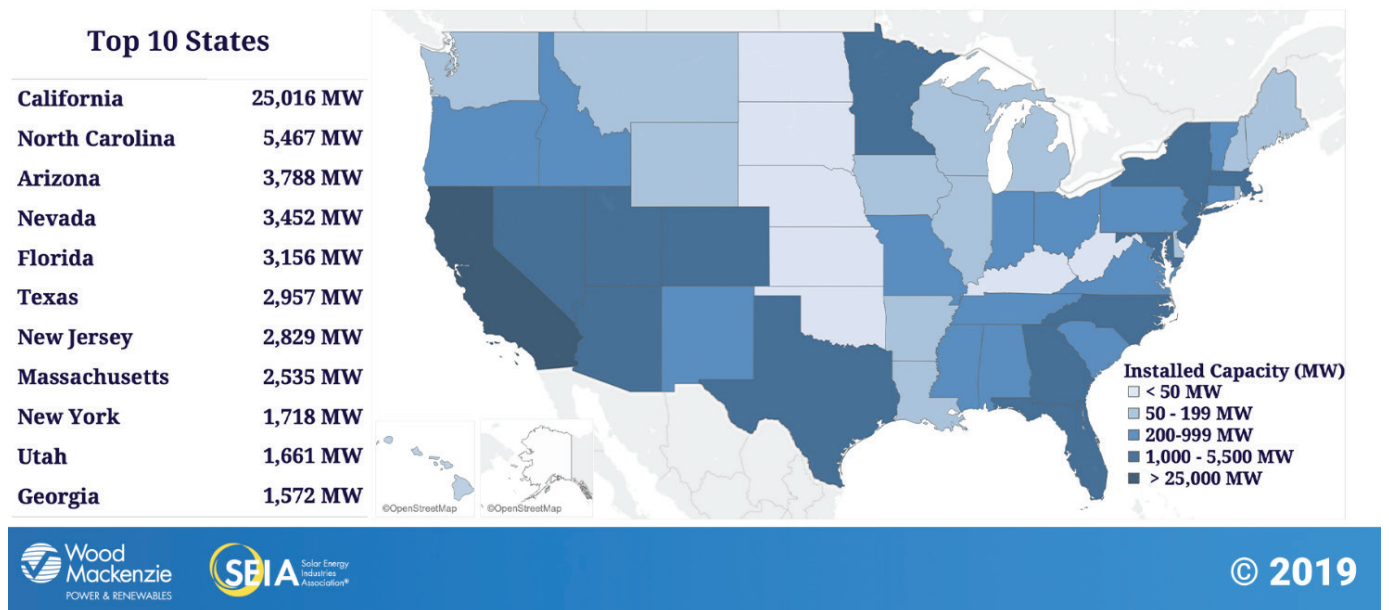 Top 10 States
California 25,016 MW
North Carolina 5,467 MW
Arizona 3,788 MW
Nevada 3,452 MW
Florida 3,156 MW
Texas 2,957 MW
New Jersey 2,829 MW
Massachusetts 2,535 MW
New York 1,718 MW
Utah 1,661 MW
Georgia 1,572 MW
©OpenStreetMap
©OpenStreetMap
Installed Capacity (MW)
< 50 MW
50 - 199 MW
200-999 MW
1,000 - 5,500 MW
> 25,000 MW
Wood
Mackenzie
POWER & RENEWABLES
SEIA
Solar Energy
Industries
Association®
© 2019